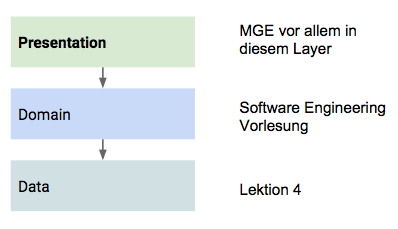 Presentation
MGE vor allem in
diesem Layer
Domain
Software Engineering
Vorlesung
Data
Lektion 4